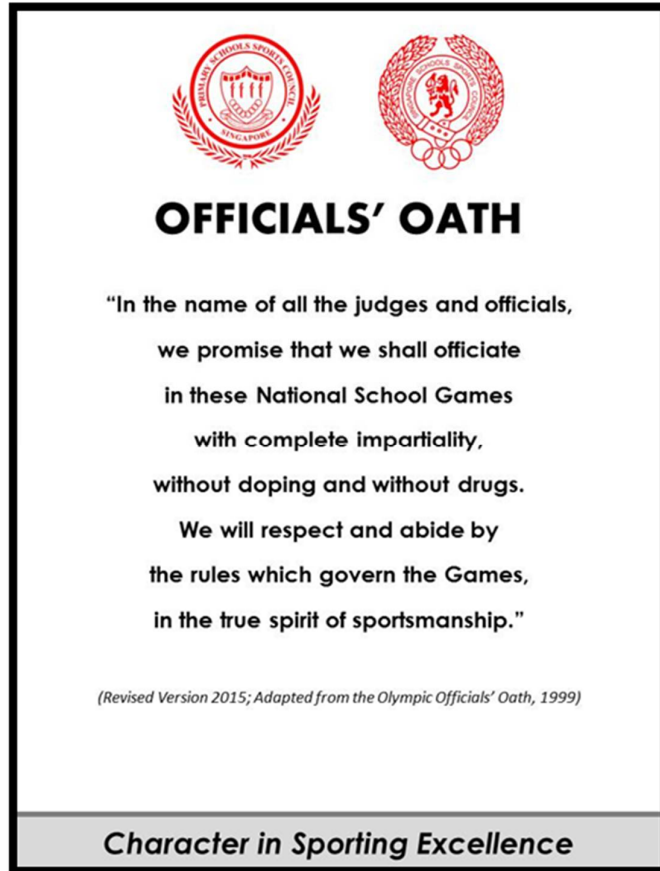 PRIMARY SCHOOLS SPORTS COUNCIL
SINGAPORE
SINGAPORE SCHOOLS SPORTS COUNCIL
OFFICIALS’ OATH
“In the name of all the judges and officials,
we promise that we shall officiate
in these National School Games
with complete impartiality,
without doping and without drugs.
We will respect and abide by
the rules which govern the Games,
in the true spirit of sportsmanship.”
(Revised Version 2015; Adapted from the Olympic Officials’ Oath, 1999)
Character in Sporting Excellence